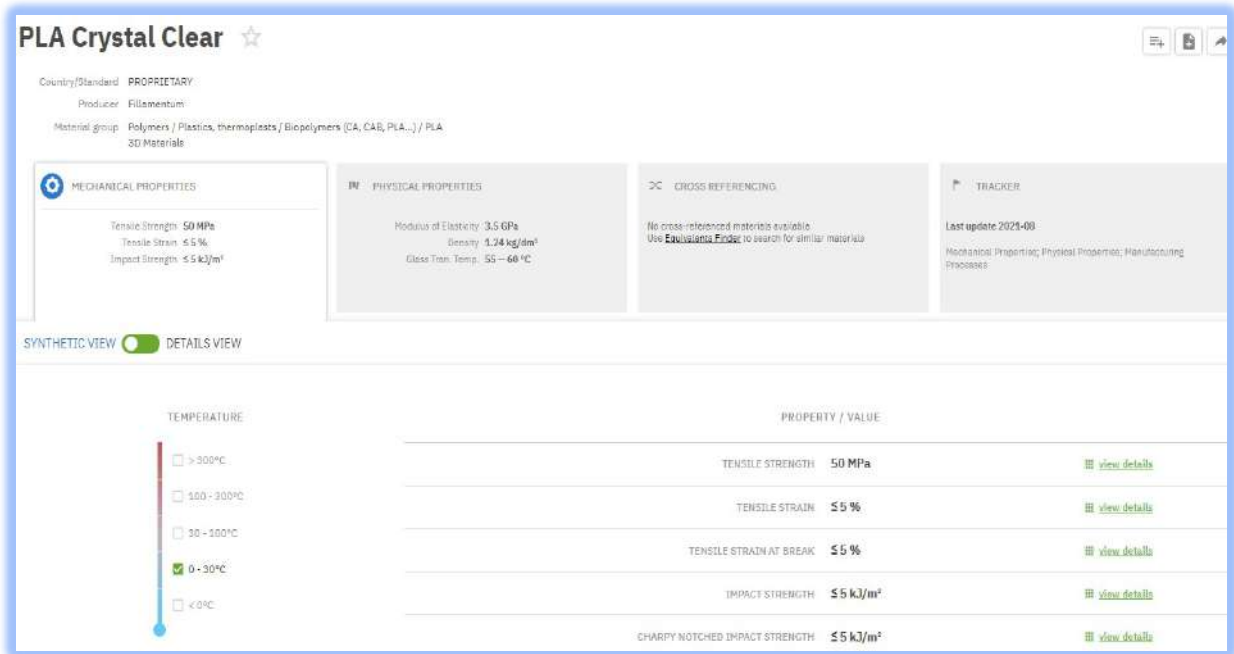 PLA Crystal Clear
Country/Standard PROPRIETARY
Producer Fillamentum
Material group Polymers / Plastics, thermoplasts / Biopolymers (CA, CAB, PLA...) / PLA
3D Materials
MECHANICAL PROPERTIES
Tensile Strength 50 MPa
Tensile Strain ≤ 5 %
Impact Strength ≤ 5 kJ/m²
PHYSICAL PROPERTIES
Modulus of Elasticity 3.5 GPa
Density 1.24 kg/dm³
Glass Tran. Temp. 55 — 60 °C
CROSS REFERENCING
No cross-referenced materials available
Use Equivalents Finder to search for similar materials
TRACKER
Last update 2021-08
Mechanical Properties; Physical Properties; Manufacturing
Processes
SYNTHETIC VIEW DETAILS VIEW
TEMPERATURE
> 300°C
100 - 300°C
30 - 100°C
0 - 30°C
< 0°C
PROPERTY / VALUE
TENSILE STRENGTH 50 MPa view details
TENSILE STRAIN ≤ 5 % view details
TENSILE STRAIN AT BREAK ≤ 5 % view details
IMPACT STRENGTH ≤ 5 kJ/m² view details
CHARPY NOTCHED IMPACT STRENGTH ≤ 5 kJ/m² view details